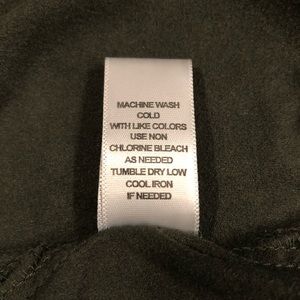 MACHINE WASH
COLD
WITH LIKE COLORS
USE NON
CHLORINE BLEACH
AS NEEDED
TUMBLE DRY LOW
COOL IRON
IF NEEDED